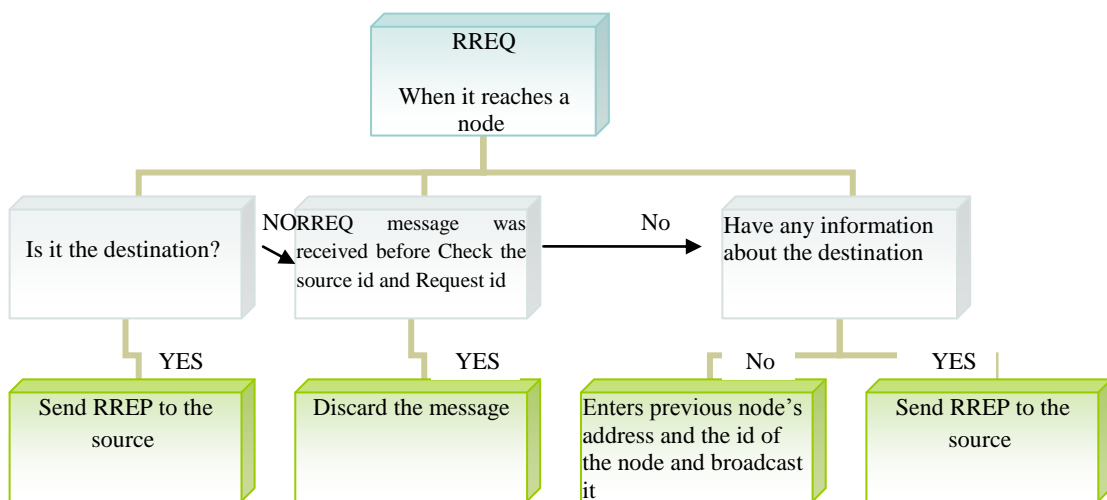 RREQ
When it reaches a
node
Is it the destination?
NO
RREQ message was
received before Check the
source id and Request id
No
Have any information
about the destination
YES
YES
No
YES
Send RREP to the
source
Discard the message
Enters previous node's
address and the id of
the node and broadcast
it
Send RREP to the
source